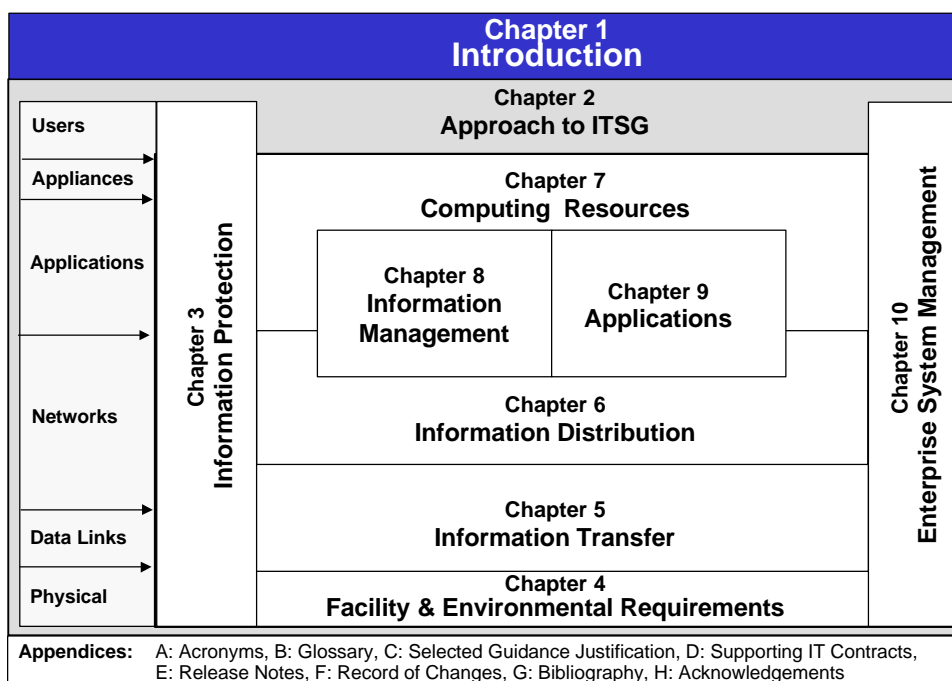 Chapter 1
Introduction
Chapter 2
Approach to ITSG
Users
Appliances
Applications
Networks
Data Links
Physical
Chapter 3
Information Protection
Chapter 7
Computing Resources
Chapter 8
Information
Management
Chapter 9
Applications
Chapter 6
Information Distribution
Chapter 5
Information Transfer
Chapter 4
Facility & Environmental Requirements
Chapter 10
Enterprise System Management
Appendices: A: Acronyms, B: Glossary, C: Selected Guidance Justification, D: Supporting IT Contracts,
E: Release Notes, F: Record of Changes, G: Bibliography, H: Acknowledgements